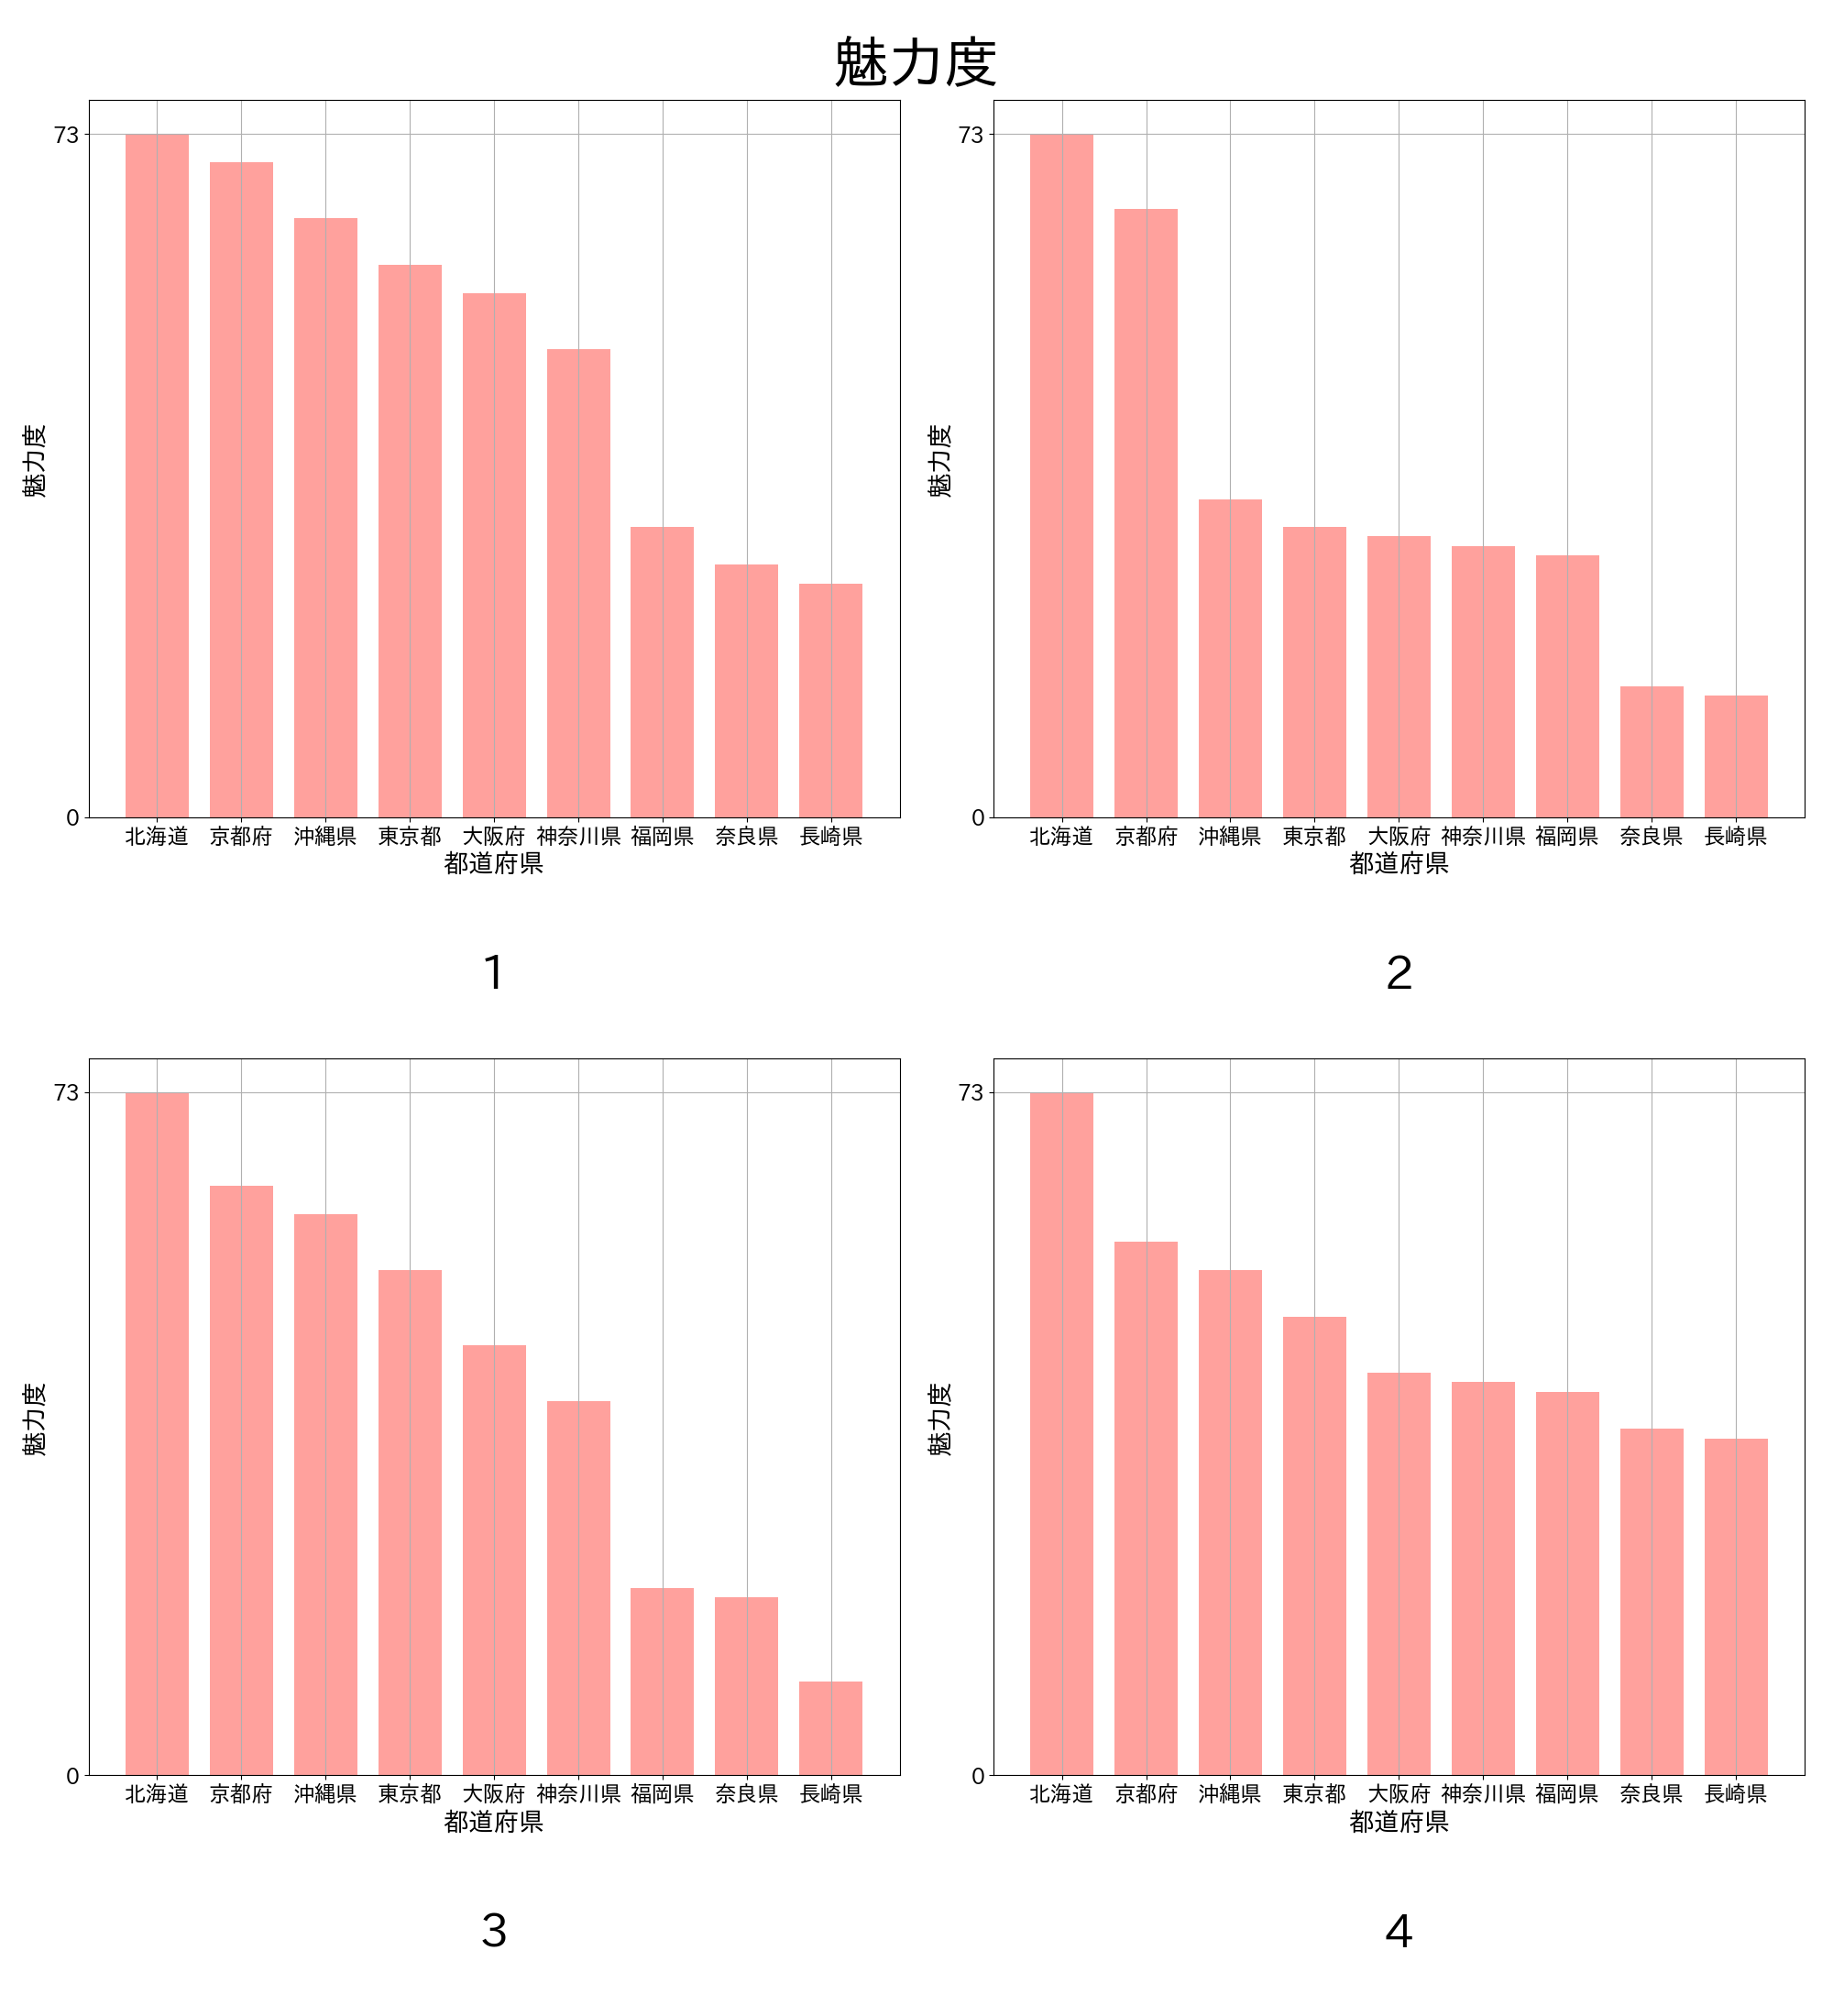 魅力度
73
0
魅力度
北海道 京都府 沖縄県 東京都 大阪府 神奈川県 福岡県 奈良県 長崎県
都道府県
1
73
0
魅力度
北海道 京都府 沖縄県 東京都 大阪府 神奈川県 福岡県 奈良県 長崎県
都道府県
2
73
0
魅力度
北海道 京都府 沖縄県 東京都 大阪府 神奈川県 福岡県 奈良県 長崎県
都道府県
3
73
0
魅力度
北海道 京都府 沖縄県 東京都 大阪府 神奈川県 福岡県 奈良県 長崎県
都道府県
4